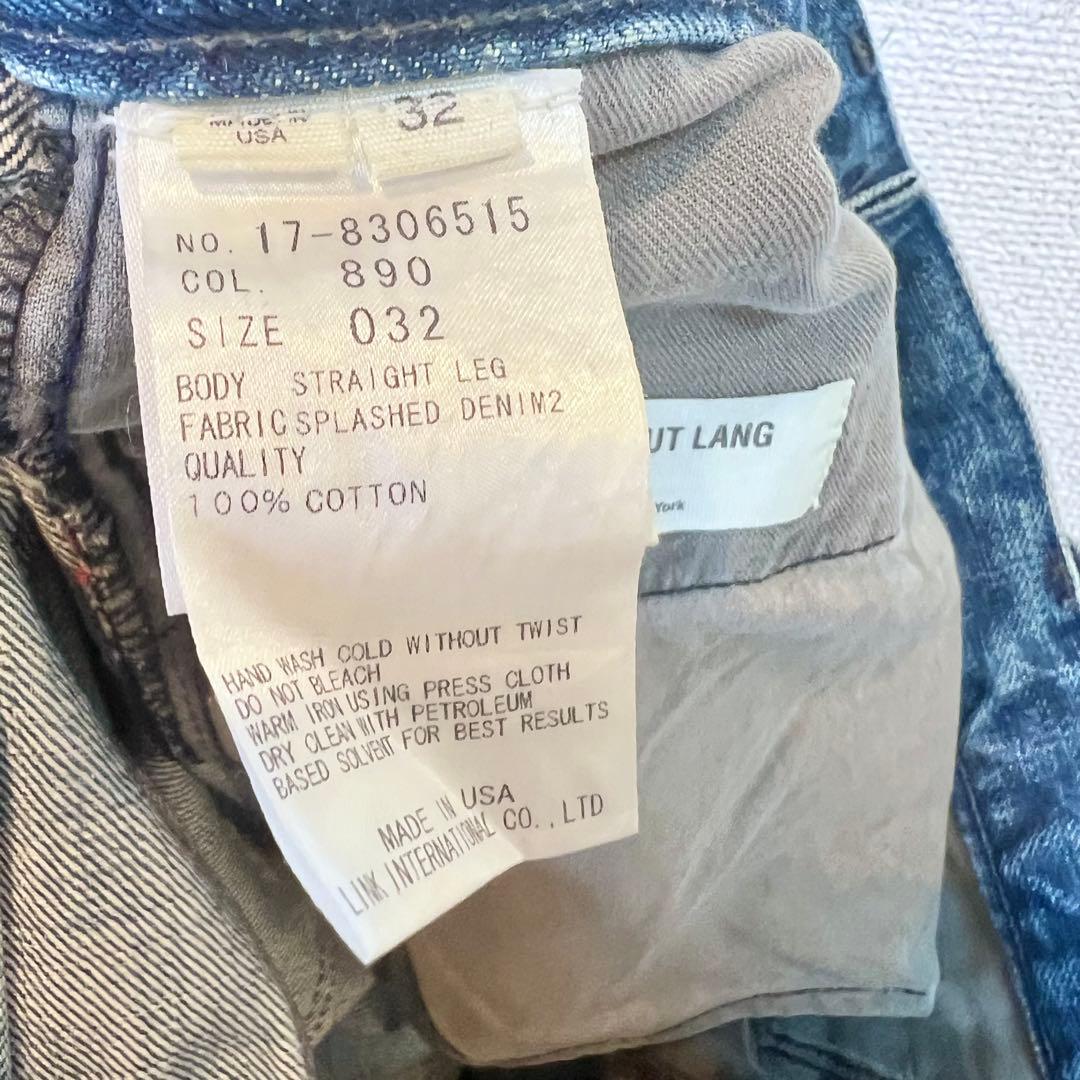 USA
32
NO. 17-8306515
COL. 890
SIZE 032
BODY STRAIGHT LEG
FABRIC SPLASHED DENIM2
QUALITY
100% COTTON
UT LANG
York
HAND WASH COLD WITHOUT TWIST
DO NOT BLEACH
WARM IRON USING PRESS CLOTH
DRY CLEAN WITH PETROLEUM
BASED SOLVENT FOR BEST RESULTS
MADE IN USA
LINK INTERNATIONAL CO.,LTD